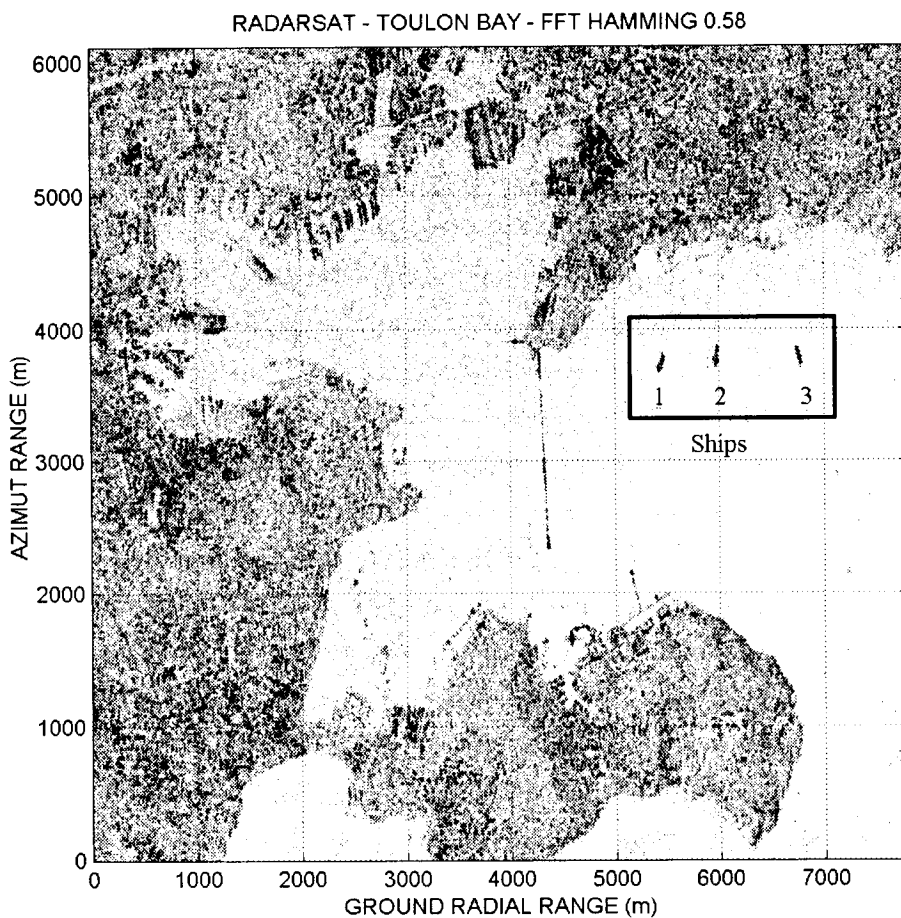 RADARSAT - TOULON BAY - FFT HAMMING 0.58
6000
5000
4000
3000
2000
1000
0
AZIMUT RANGE (m)
1 2 3
Ships
0 1000 2000 3000 4000 5000 6000 7000
GROUND RADIAL RANGE (m)